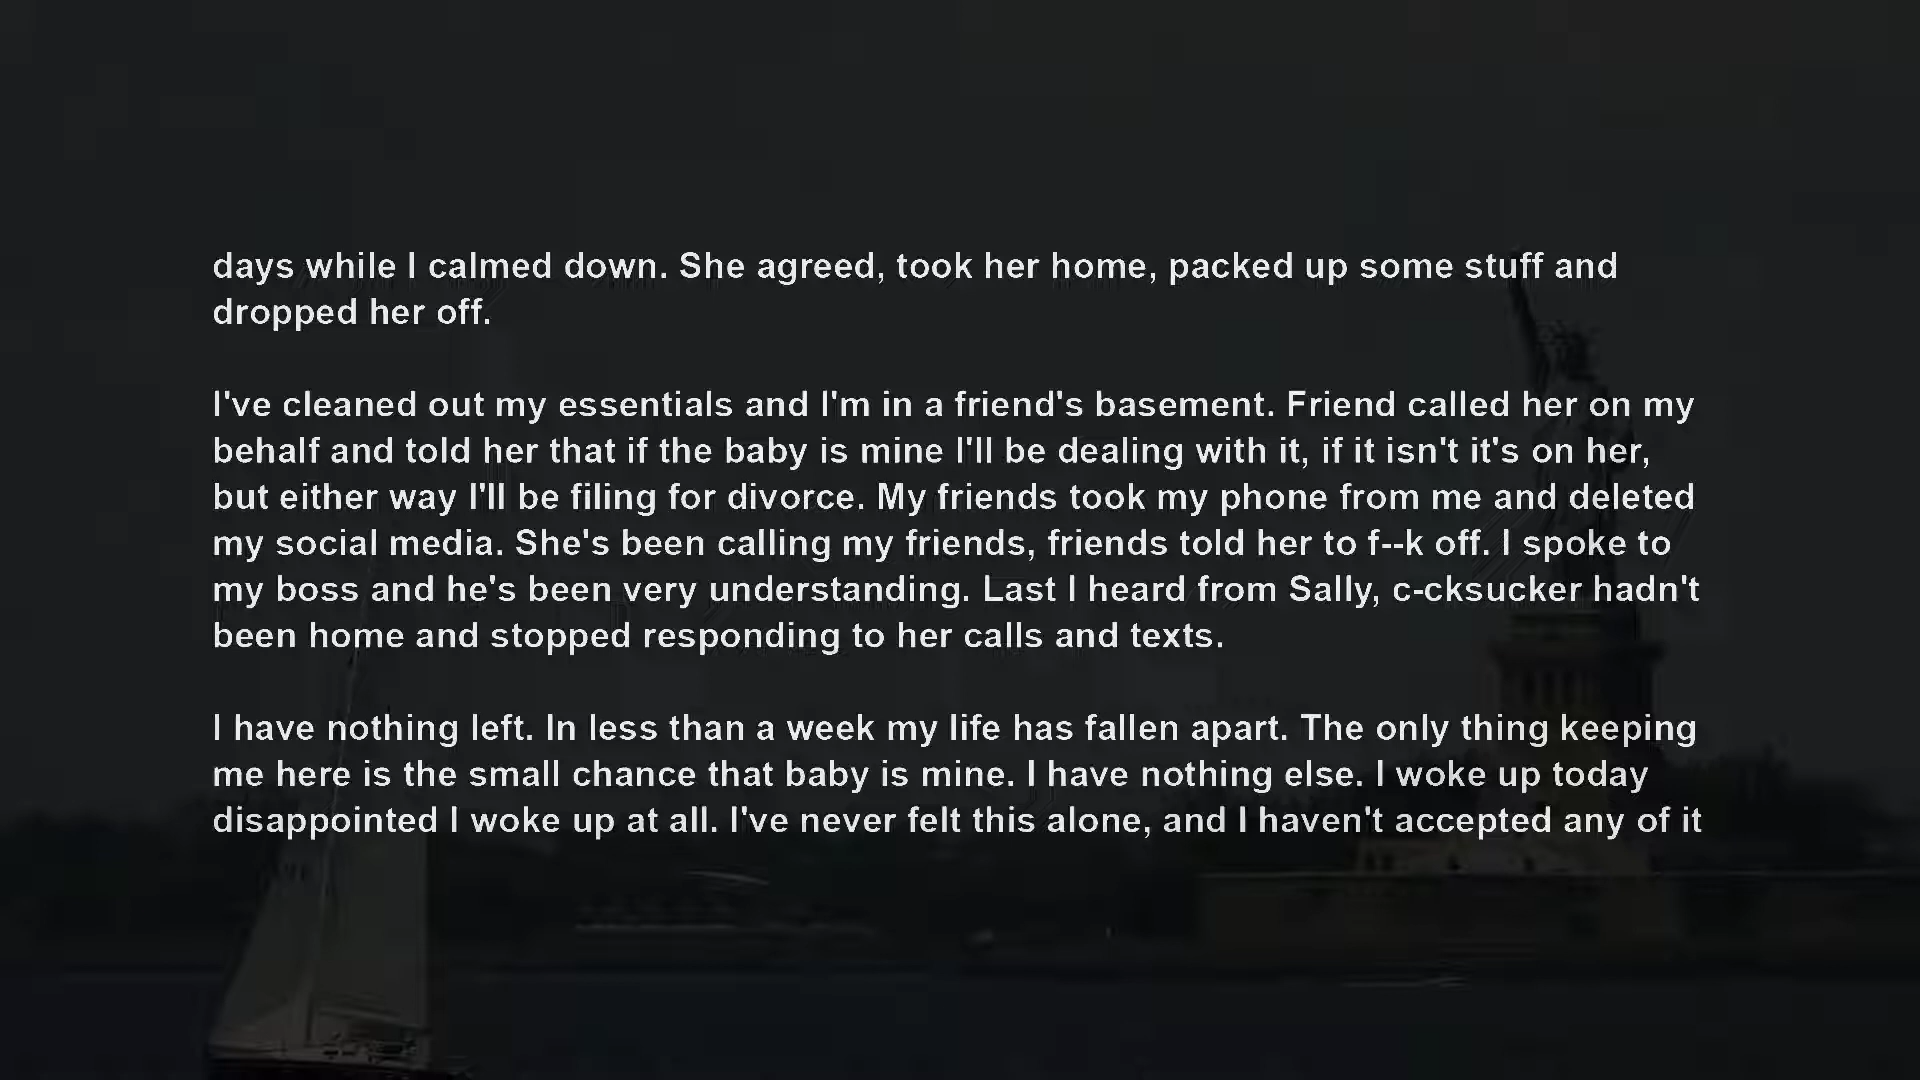 days while I calmed down. She agreed, took her home, packed up some stuff and
dropped her off.
I've cleaned out my essentials and I'm in a friend's basement. Friend called her on my
behalf and told her that if the baby is mine I'll be dealing with it, if it isn't it's on her,
but either way I'll be filing for divorce. My friends took my phone from me and deleted
my social media. She's been calling my friends, friends told her to f--k off. I spoke to
my boss and he's been very understanding. Last I heard from Sally, c-cksucker hadn't
been home and stopped responding to her calls and texts.
I have nothing left. In less than a week my life has fallen apart. The only thing keeping
me here is the small chance that baby is mine. I have nothing else. I woke up today
disappointed I woke up at all. I've never felt this alone, and I haven't accepted any of it